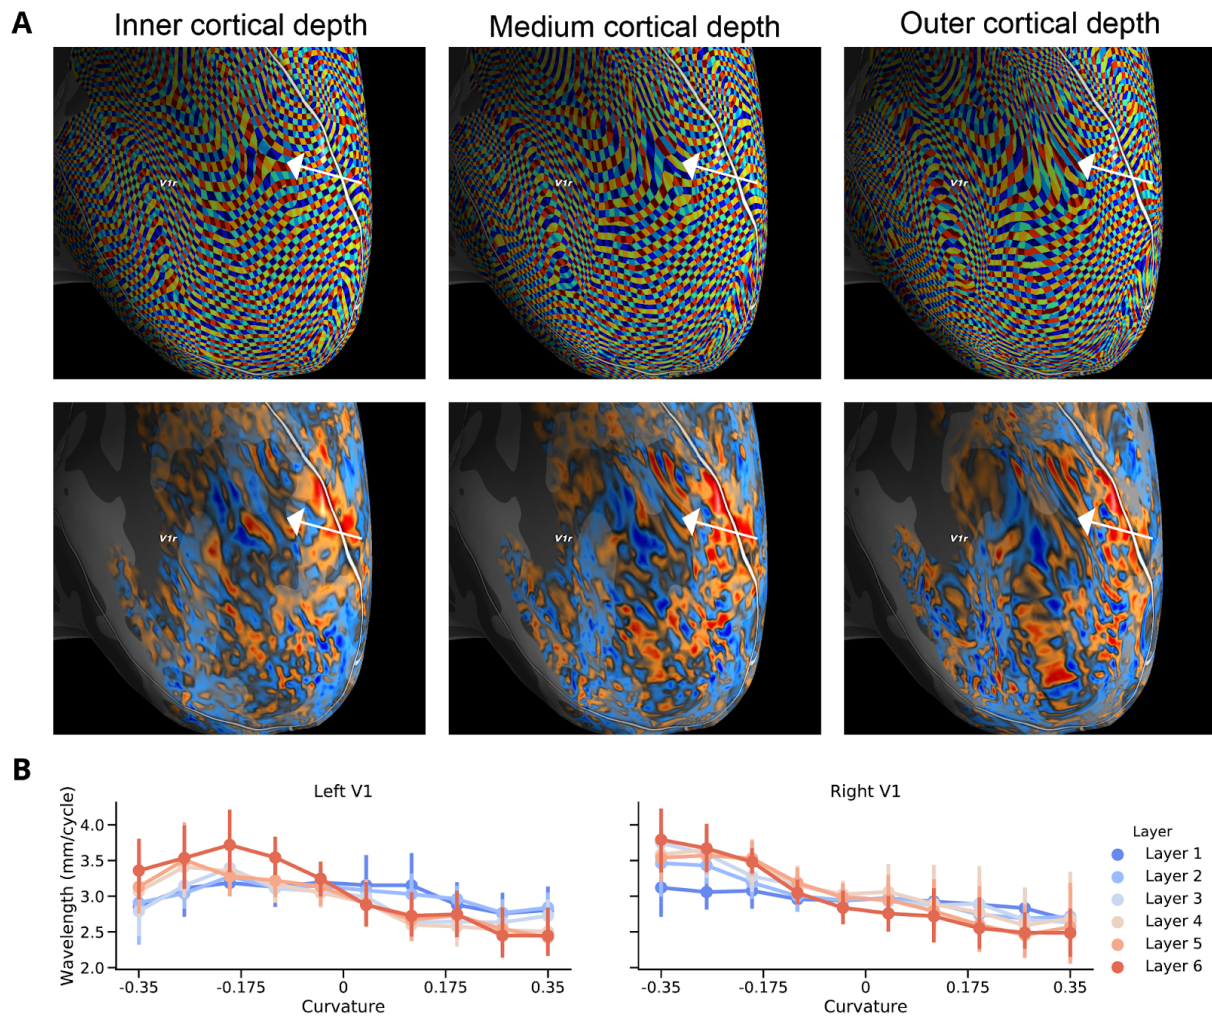 A
Inner cortical depth
Medium cortical depth
Outer cortical depth
V1r
V1r
V1r
V1r
V1r
V1r
B
Left V1
Right V1
Wavelength (mm/cycle)
4.0
3.5
3.0
2.5
2.0
-0.35
-0.175
0
0.175
0.35
Curvature
-0.35
-0.175
0
0.175
0.35
Curvature
Layer
Layer 1
Layer 2
Layer 3
Layer 4
Layer 5
Layer 6